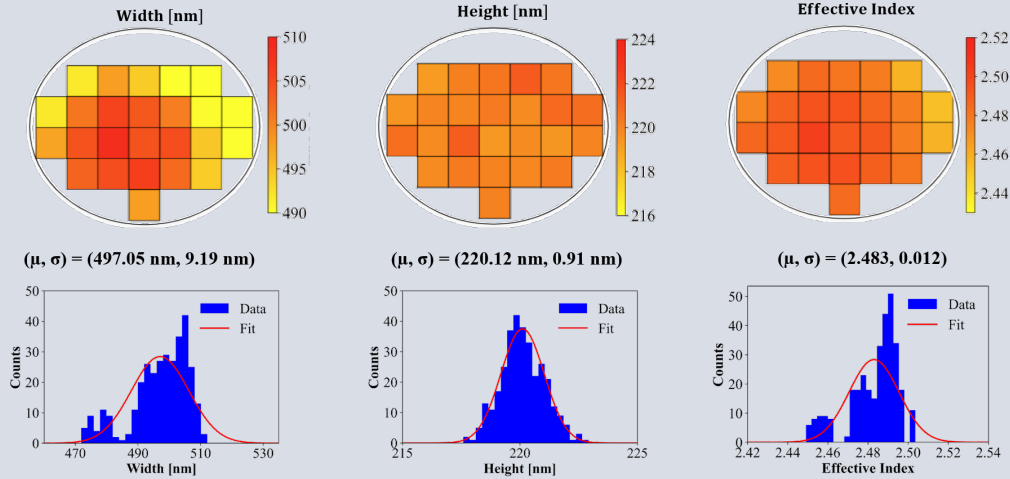 Width [nm]
510
505
500
495
490
Height [nm]
224
222
220
218
216
Effective Index
2.52
2.50
2.48
2.46
2.44
(μ, σ) = (497.05 nm, 9.19 nm)
(μ, σ) = (220.12 nm, 0.91 nm)
(μ, σ) = (2.483, 0.012)
50
40
30
20
10
0
Counts
Data
Fit
470
490
510
530
Width [nm]
50
40
30
20
10
0
Counts
Data
Fit
215
220
225
Height [nm]
50
40
30
20
10
0
Counts
Data
Fit
2.42
2.44
2.46
2.48
2.50
2.52
2.54
Effective Index